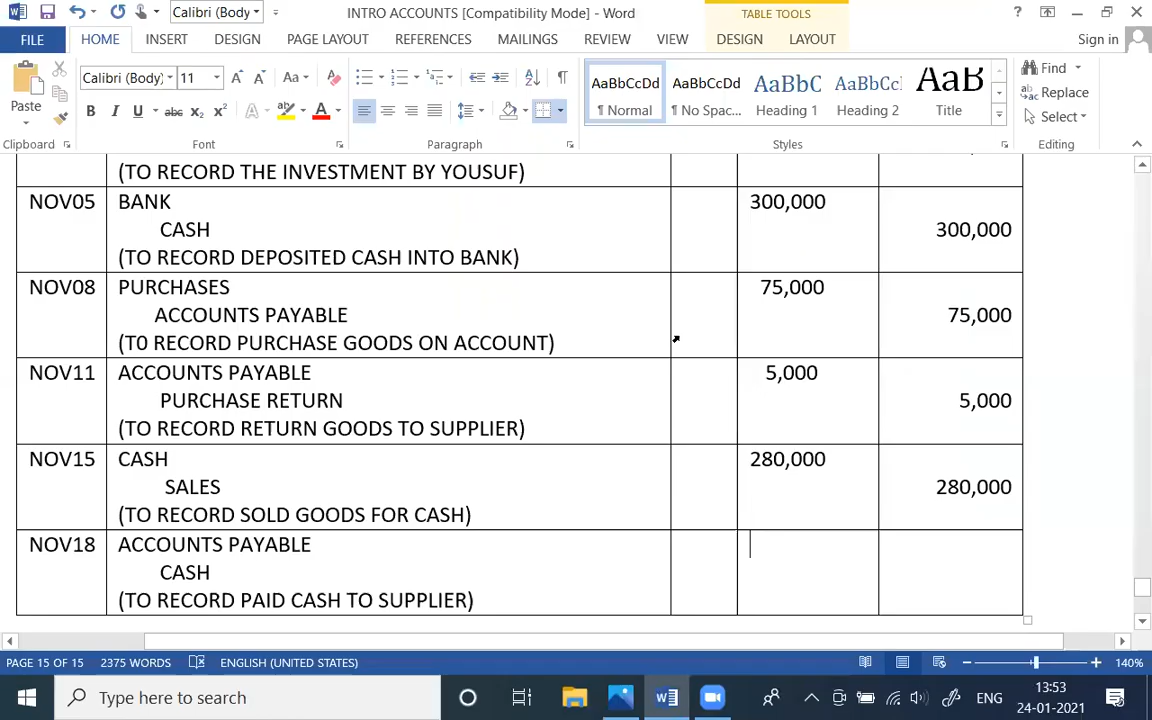 Calibri (Body
INTRO ACCOUNTS [Compatibility Mode] - Word
TABLE TOOLS
?
FILE HOME INSERT DESIGN PAGE LAYOUT REFERENCES MAILINGS REVIEW VIEW DESIGN LAYOUT Sign in
Calibri (Body) 11 A A Aa
Paste
B I U abc x₂ x² A A
AaBbCcDd AaBbCcDd AaBbC AaBbCcl AaB
¶ Normal ¶ No Spac... Heading 1 Heading 2 Title
Find
Replace
Select
Clipboard Font Paragraph Styles Editing
(TO RECORD THE INVESTMENT BY YOUSUF)
NOV05 BANK 300,000
CASH 300,000
(TO RECORD DEPOSITED CASH INTO BANK)
NOV08 PURCHASES 75,000
ACCOUNTS PAYABLE 75,000
(T0 RECORD PURCHASE GOODS ON ACCOUNT)
NOV11 ACCOUNTS PAYABLE 5,000
PURCHASE RETURN 5,000
(TO RECORD RETURN GOODS TO SUPPLIER)
NOV15 CASH 280,000
SALES 280,000
(TO RECORD SOLD GOODS FOR CASH)
NOV18 ACCOUNTS PAYABLE
CASH
(TO RECORD PAID CASH TO SUPPLIER)
PAGE 15 OF 15 2375 WORDS ENGLISH (UNITED STATES) 140%
Type here to search
ENG
13:53
24-01-2021